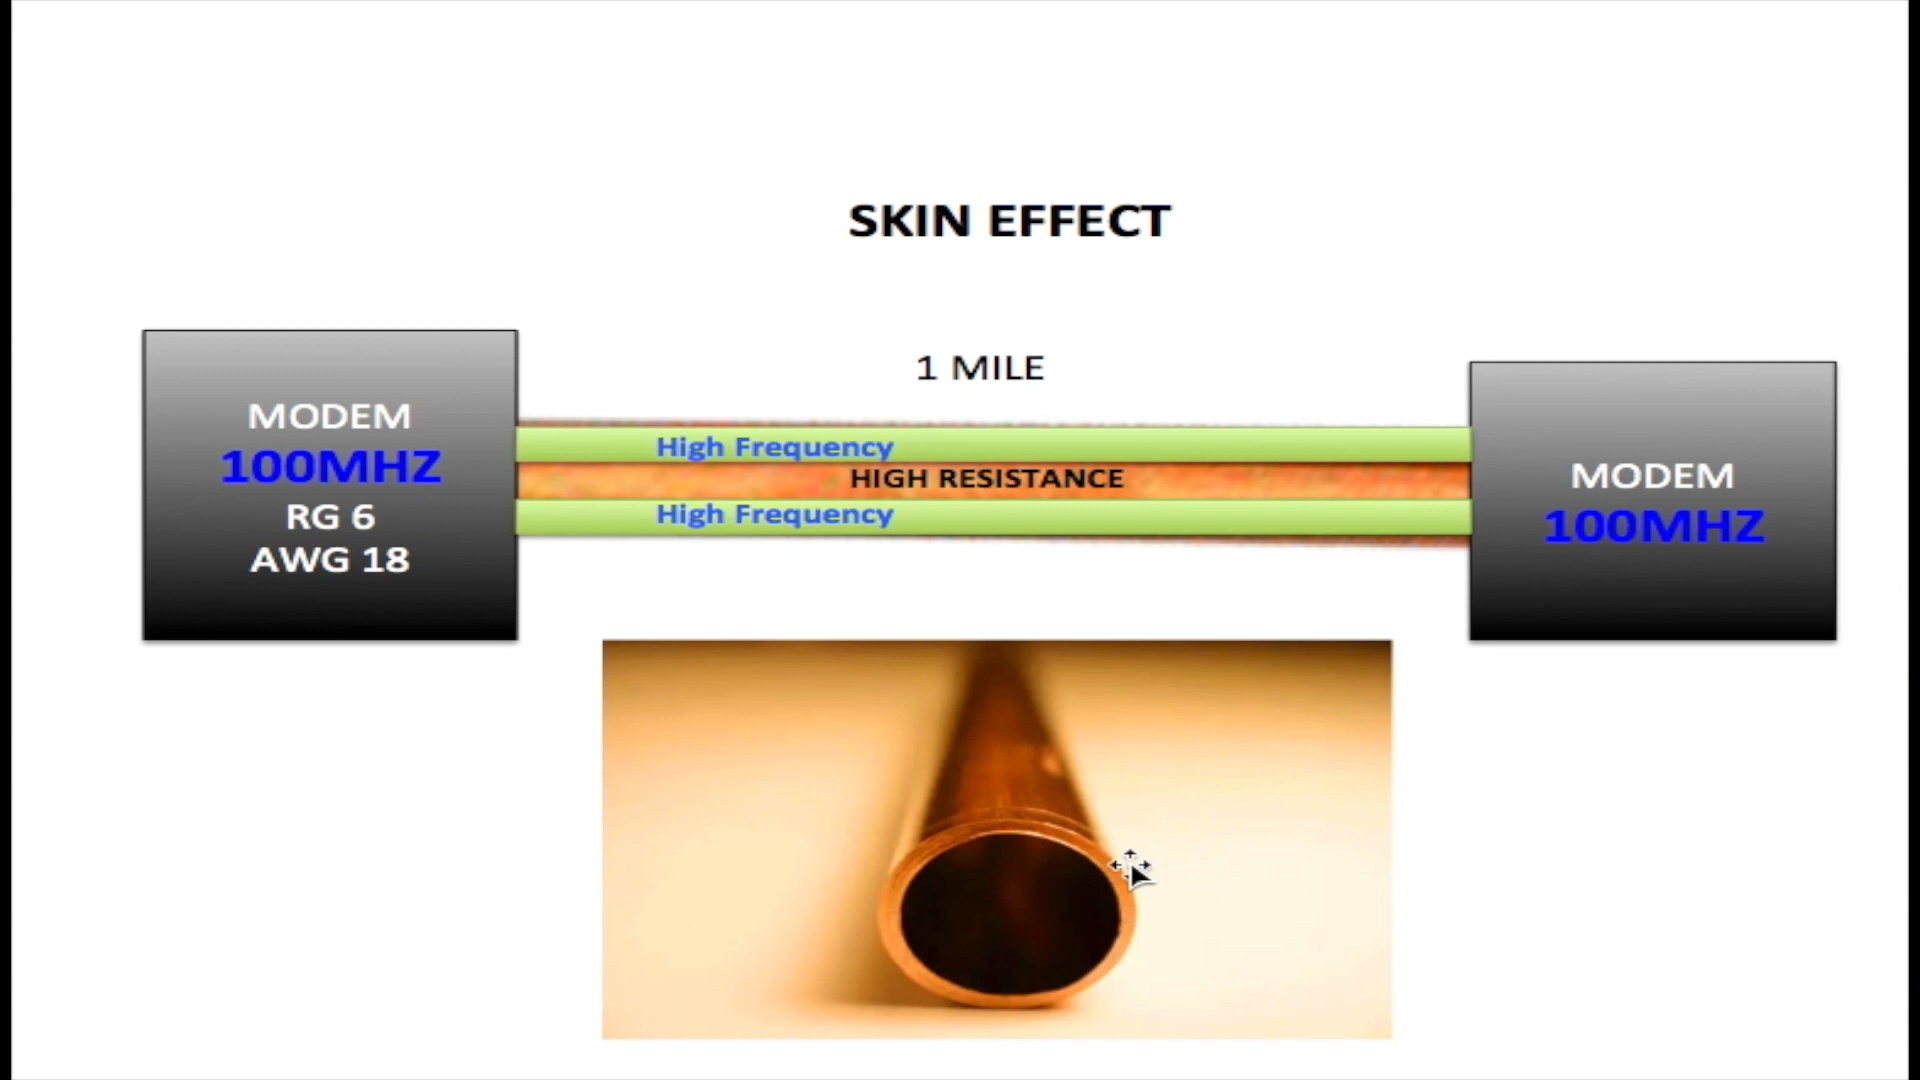 SKIN EFFECT
1 MILE
MODEM
100MHZ
RG 6
AWG 18
High Frequency
HIGH RESISTANCE
High Frequency
MODEM
100MHZ